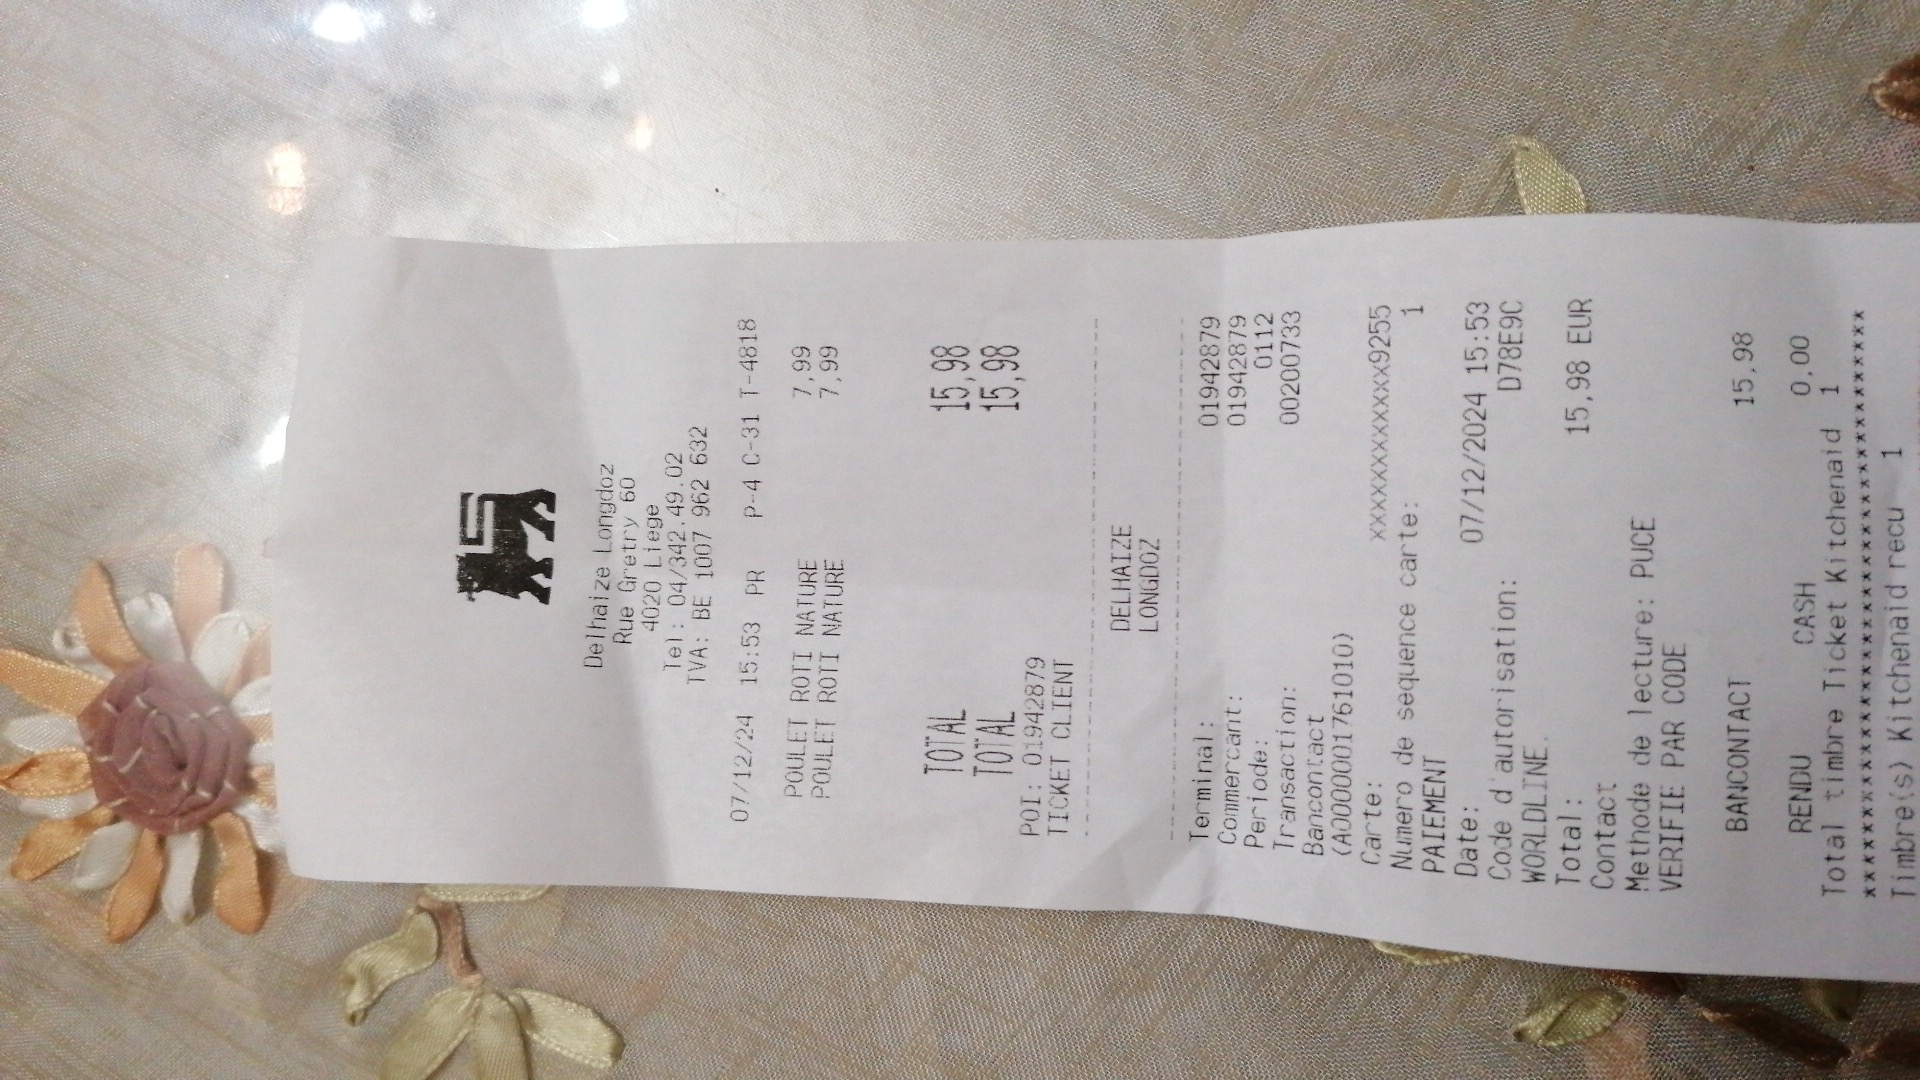 Delhaize Longdoz
Rue Gretry 60
4020 Liege
Tel: 04/342.49.02
TVA: BE 1007 962 632
07/12/24 15:53 PR P-4 C-31 T-4818
POULET ROTI NATURE 7,99
POULET ROTI NATURE 7,99
TOTAL 15,98
TOTAL 15,98
POI: 01942879
TICKET CLIENT
DELHAIZE
LONGDOZ
Terminal: 01942879
Commercant: 01942879
Periode: 0112
Transaction: 00200733
Bancontact
(A0000001761010)
Carte: xxxxxxxxxxxxx9255
Numero de sequence carte: 1
PAIEMENT
Date: 07/12/2024 15:53
Code d'autorisation: D78E9C
WORLDLINE
Total: 15,98 EUR
Contact
Methode de lecture: PUCE
VERIFIE PAR CODE
BANCONTACT 15,98
RENDU CASH 0,00
Total timbre Ticket Kitchenaid 1
****************************************
Timbre(s) Kitchenaid recu 1